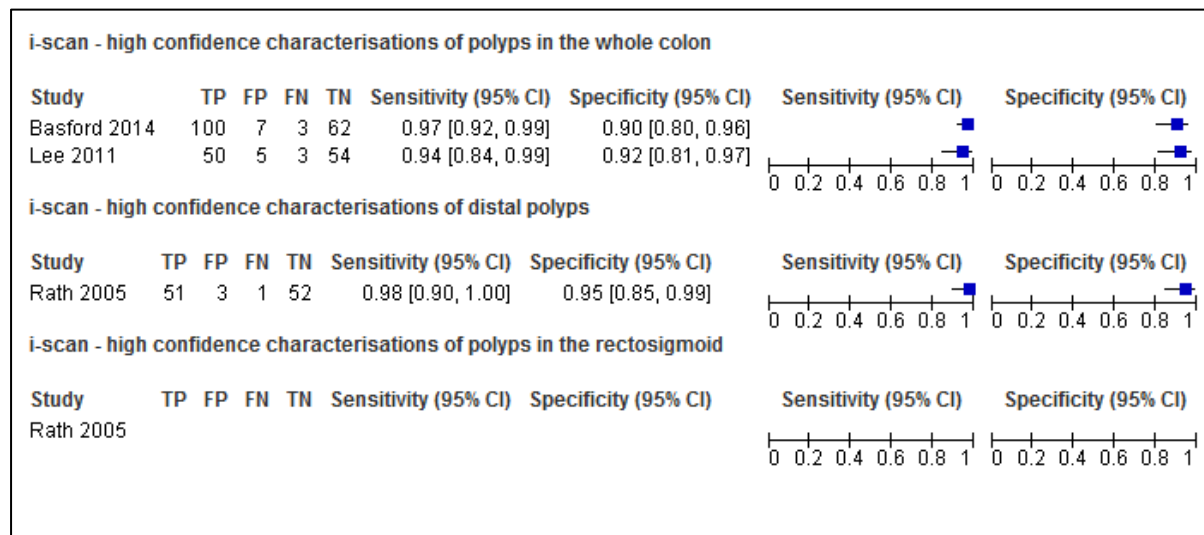 i-scan - high confidence characterisations of polyps in the whole colon
Study TP FP FN TN Sensitivity (95% CI) Specificity (95% CI) Sensitivity (95% CI) Specificity (95% CI)
Basford 2014 100 7 3 62 0.97 [0.92, 0.99] 0.90 [0.80, 0.96]
Lee 2011 50 5 3 54 0.94 [0.84, 0.99] 0.92 [0.81, 0.97]
0 0.2 0.4 0.6 0.8 1 0 0.2 0.4 0.6 0.8 1
i-scan - high confidence characterisations of distal polyps
Study TP FP FN TN Sensitivity (95% CI) Specificity (95% CI) Sensitivity (95% CI) Specificity (95% CI)
Rath 2005 51 3 1 52 0.98 [0.90, 1.00] 0.95 [0.85, 0.99]
0 0.2 0.4 0.6 0.8 1 0 0.2 0.4 0.6 0.8 1
i-scan - high confidence characterisations of polyps in the rectosigmoid
Study TP FP FN TN Sensitivity (95% CI) Specificity (95% CI) Sensitivity (95% CI) Specificity (95% CI)
Rath 2005
0 0.2 0.4 0.6 0.8 1 0 0.2 0.4 0.6 0.8 1